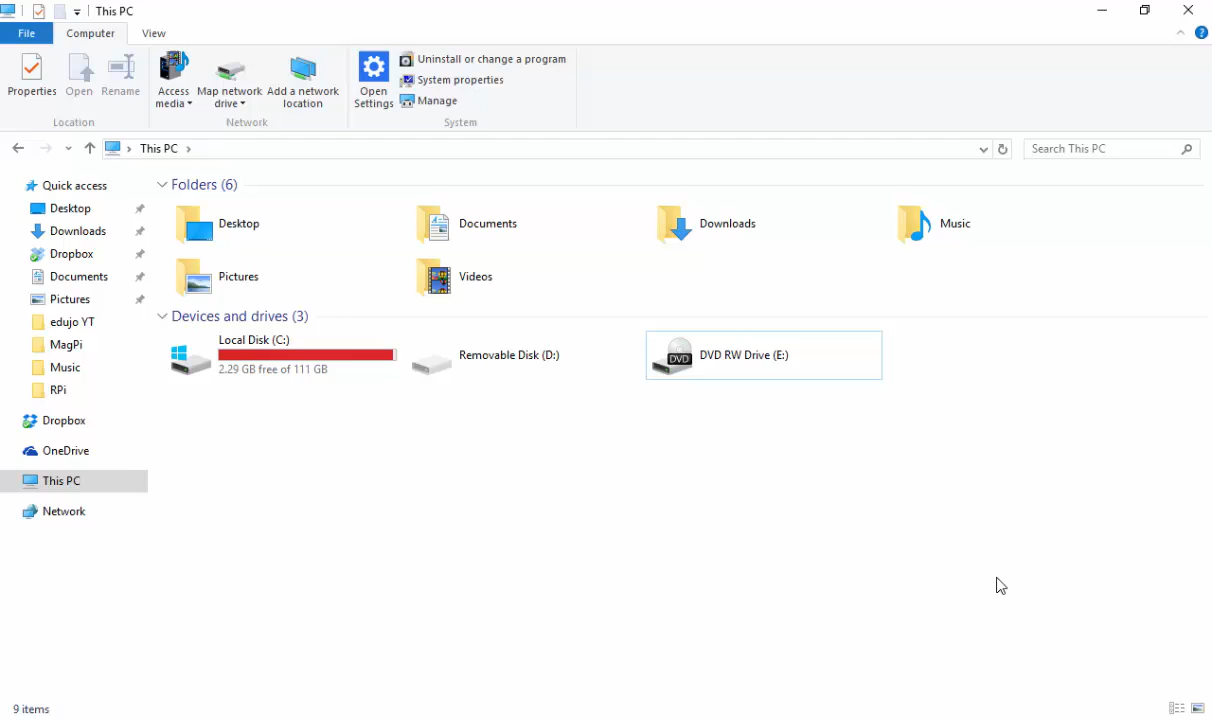 This PC
File Computer View
Properties Open Rename Access media Map network drive Add a network location Open Settings Uninstall or change a program
System properties
Manage
Location Network System
This PC Search This PC
Quick access
Desktop
Downloads
Dropbox
Documents
Pictures
edujo YT
MagPi
Music
RPi
Dropbox
OneDrive
This PC
Network
Folders (6)
Desktop Documents Downloads Music
Pictures Videos
Devices and drives (3)
Local Disk (C:)
2.29 GB free of 111 GB
Removable Disk (D:)
DVD
DVD RW Drive (E:)
9 items